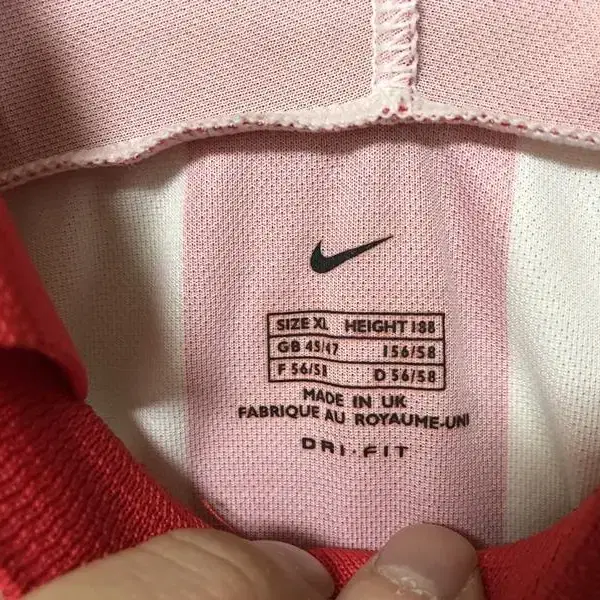 SIZE XL HEIGHT 188
GB 45/47 I 56/58
F 56/58 D 56/58
MADE IN UK
FABRIQUE AU ROYAUME-UNI
DRI·FIT